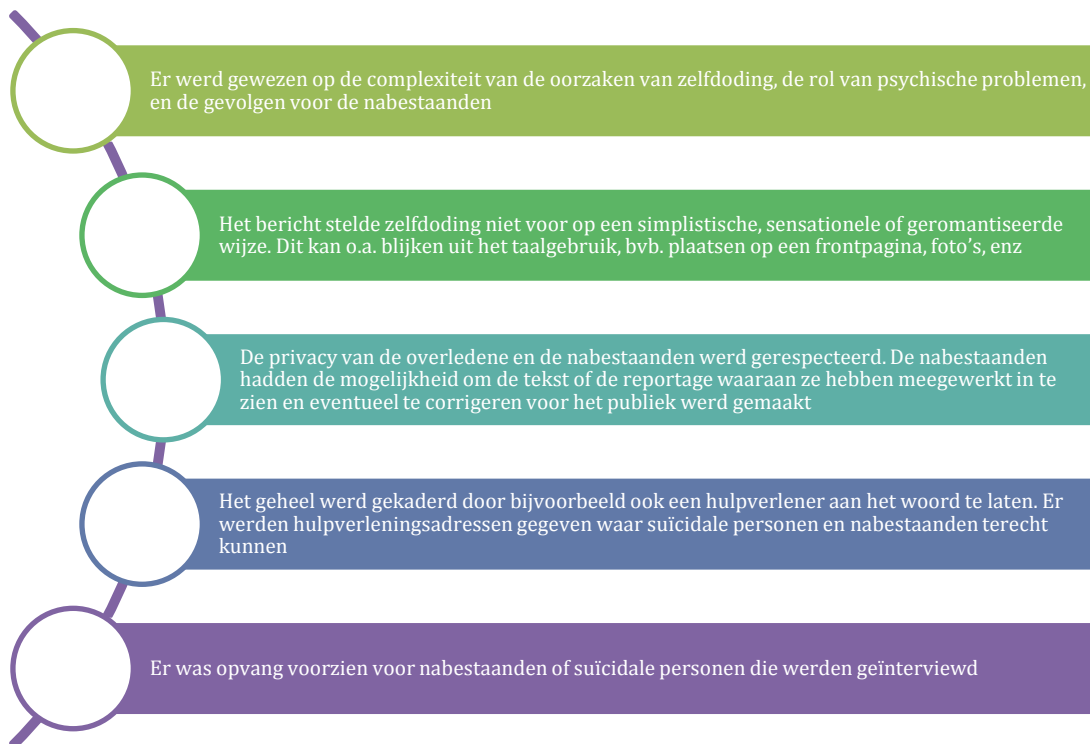 Er werd gewezen op de complexiteit van de oorzaken van zelfdoding, de rol van psychische problemen,
en de gevolgen voor de nabestaanden
Het bericht stelde zelfdoding niet voor op een simplistische, sensationele of geromantiseerde
wijze. Dit kan o.a. blijken uit het taalgebruik, bvb. plaatsen op een frontpagina, foto’s, enz
De privacy van de overledene en de nabestaanden werd gerespecteerd. De nabestaanden
hadden de mogelijkheid om de tekst of de reportage waaraan ze hebben meegewerkt in te
zien en eventueel te corrigeren voor het publiek werd gemaakt
Het geheel werd gekaderd door bijvoorbeeld ook een hulpverlener aan het woord te laten. Er
werden hulpverleningsadressen gegeven waar suïcidale personen en nabestaanden terecht
kunnen
Er was opvang voorzien voor nabestaanden of suïcidale personen die werden geïnterviewd